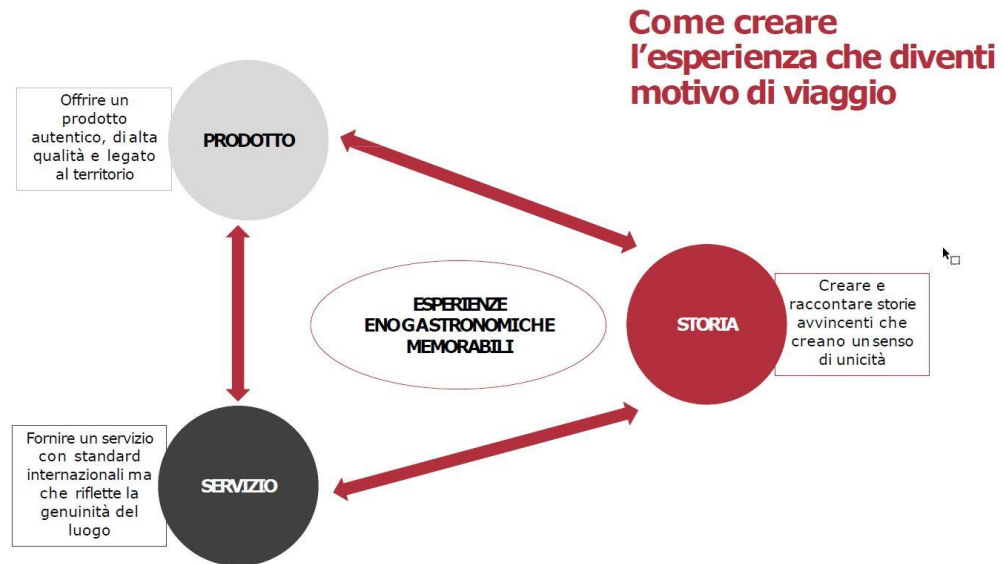 Come creare
l’esperienza che diventi
motivo di viaggio
Offrire un
prodotto
autentico, di alta
qualità e legato
al territorio
PRODOTTO
ESPERIENZE
ENOGASTRONOMICHE
MEMORABILI
STORIA
Creare e
raccontare storie
avvincenti che
creano un senso
di unicità
Fornire un servizio
con standard
internazionali ma
che riflette la
genuinità del
luogo
SERVIZIO